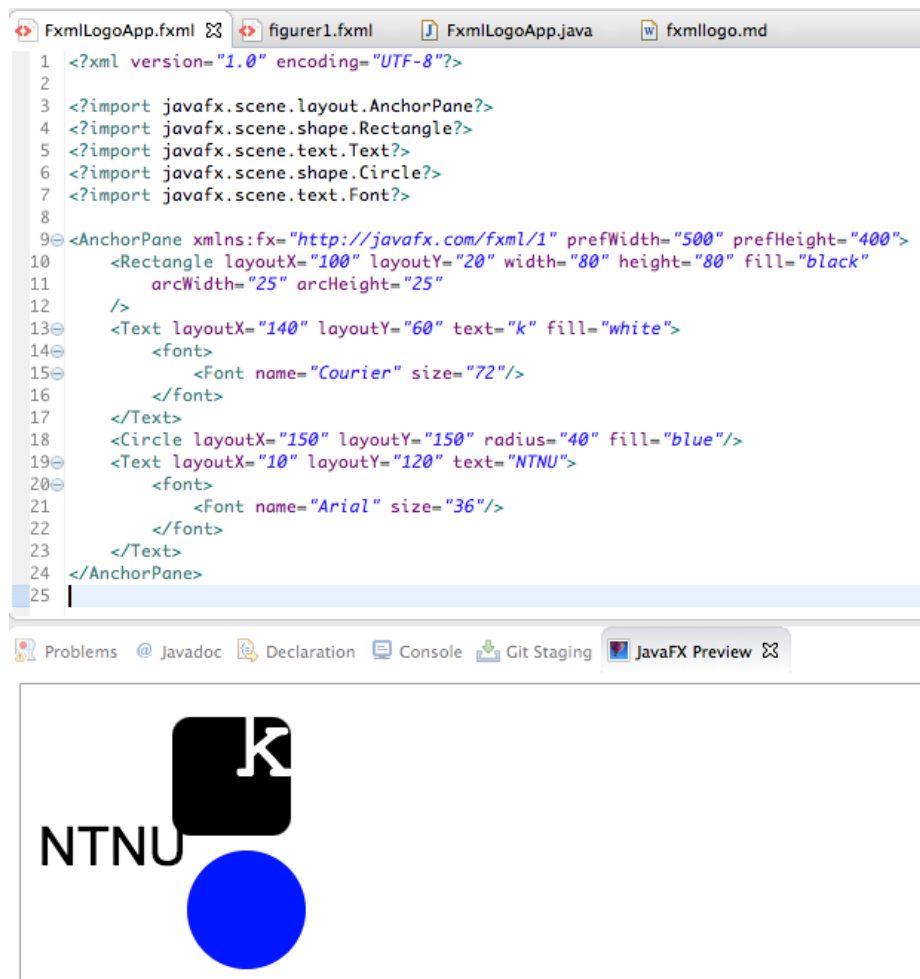 FxmlLogoApp.fxml figurer1.fxml FxmlLogoApp.java fxmllogo.md
1 <?xml version="1.0" encoding="UTF-8"?>
2
3 <?import javafx.scene.layout.AnchorPane?>
4 <?import javafx.scene.shape.Rectangle?>
5 <?import javafx.scene.text.Text?>
6 <?import javafx.scene.shape.Circle?>
7 <?import javafx.scene.text.Font?>
8
9 <AnchorPane xmlns:fx="http://javafx.com/fxml/1" prefWidth="500" prefHeight="400">
10     <Rectangle layoutX="100" layoutY="20" width="80" height="80" fill="black"
11         arcWidth="25" arcHeight="25"
12     />
13     <Text layoutX="140" layoutY="60" text="k" fill="white">
14         <font>
15             <Font name="Courier" size="72"/>
16         </font>
17     </Text>
18     <Circle layoutX="150" layoutY="150" radius="40" fill="blue"/>
19     <Text layoutX="10" layoutY="120" text="NTNU">
20         <font>
21             <Font name="Arial" size="36"/>
22         </font>
23     </Text>
24 </AnchorPane>
25
Problems @ Javadoc Declaration Console Git Staging JavaFX Preview
k
NTNU